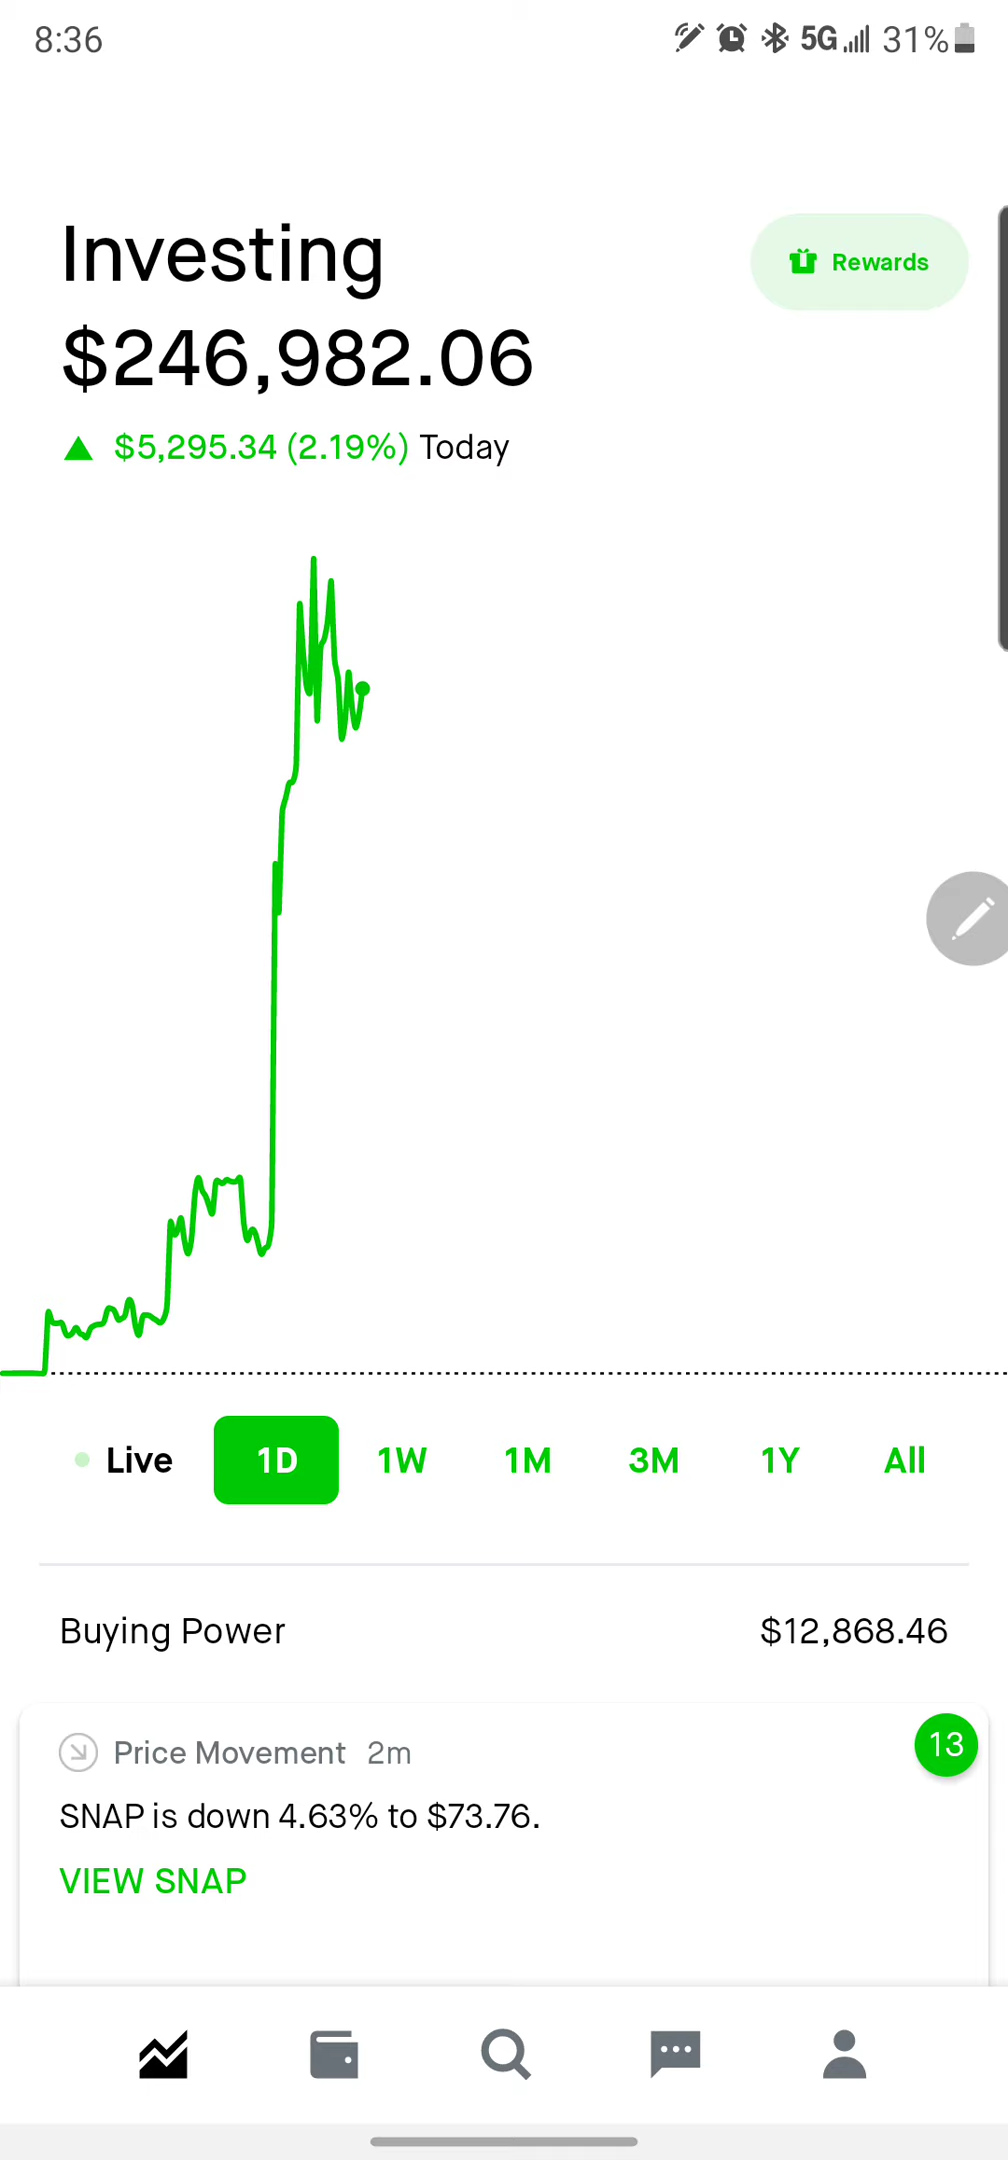 8:36
5G 31%
Investing
Rewards
$246,982.06
$5,295.34 (2.19%) Today
Live 1D 1W 1M 3M 1Y All
Buying Power $12,868.46
Price Movement 2m
13
SNAP is down 4.63% to $73.76.
VIEW SNAP